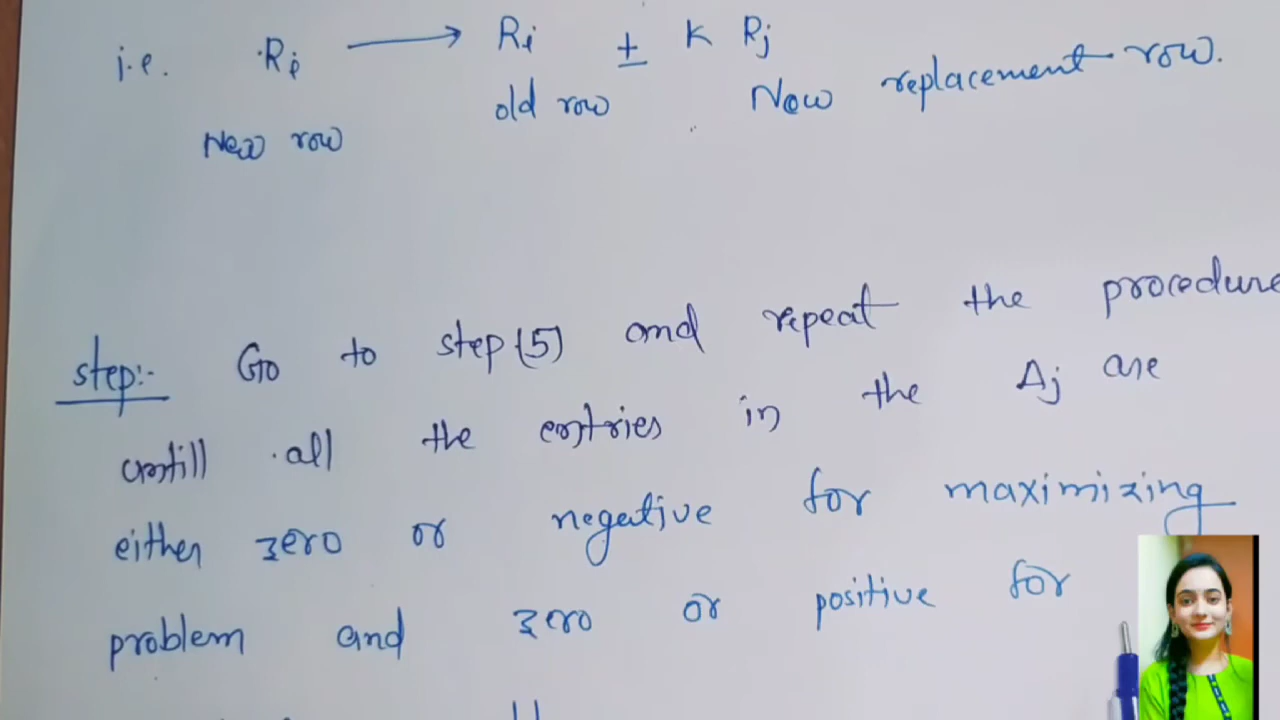 i.e. Ri → Ri ± K Rj
New row old row New replacement row.
step:- Go to step (5) and repeat the procedure
untill all the entries in the Δj are
either zero or negative for maximizing
problem and zero or positive for